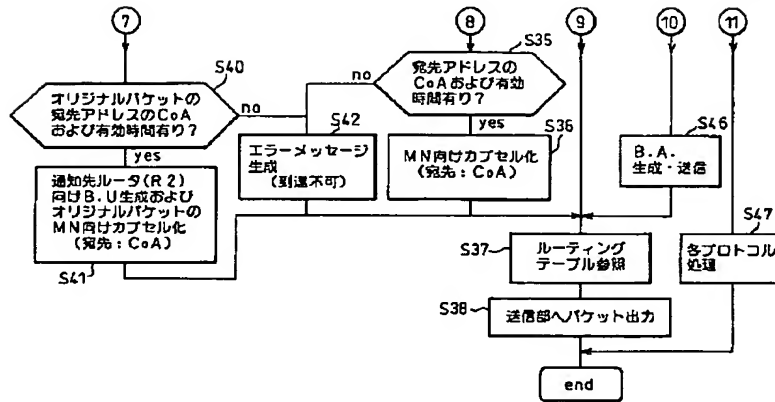 7
8
9
10
11
S40
オリジナルパケットの
宛先アドレスのCoA
および有効時間有り？
no
yes
通知先ルータ(R2)
向けB.U生成および
オリジナルパケットの
MN向けカプセル化
(宛先：CoA)
S41
S42
エラーメッセージ
生成
(到達不可)
S35
宛先アドレスの
CoAおよび有効
時間有り？
no
yes
S36
MN向けカプセル化
(宛先：CoA)
S46
B.A.
生成・送信
S47
各プロトコル
処理
S37
ルーティング
テーブル参照
S38
送信部へパケット出力
end